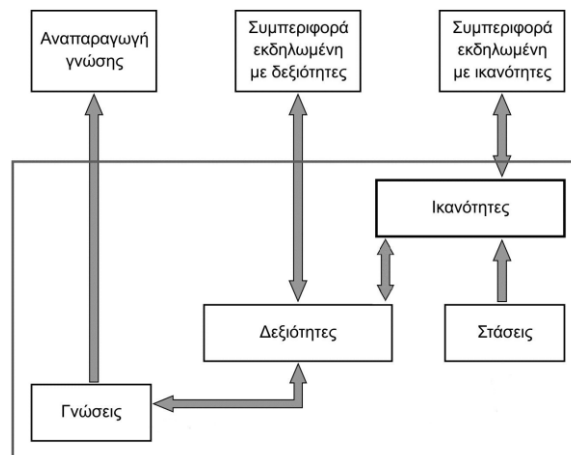 Αναπαραγωγή
γνώσης
Συμπεριφορά
εκδηλωμένη
με δεξιότητες
Συμπεριφορά
εκδηλωμένη
με ικανότητες
Ικανότητες
Δεξιότητες
Στάσεις
Γνώσεις